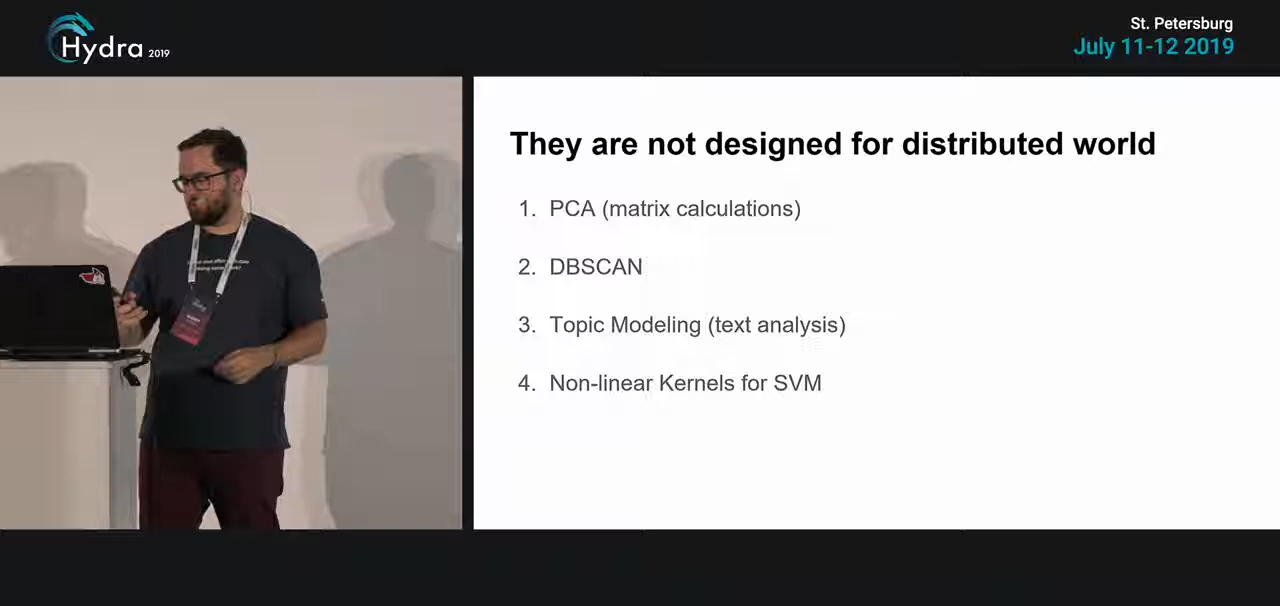 Hydra 2019
St. Petersburg
July 11-12 2019
They are not designed for distributed world
1. PCA (matrix calculations)
2. DBSCAN
3. Topic Modeling (text analysis)
4. Non-linear Kernels for SVM